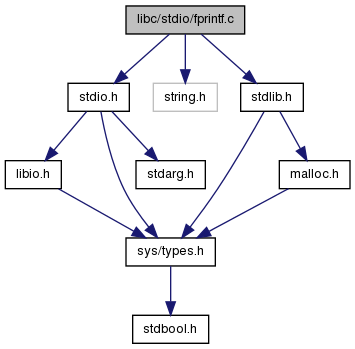 libc/stdio/fprintf.c
stdio.h
string.h
stdlib.h
libio.h
stdarg.h
malloc.h
sys/types.h
stdbool.h